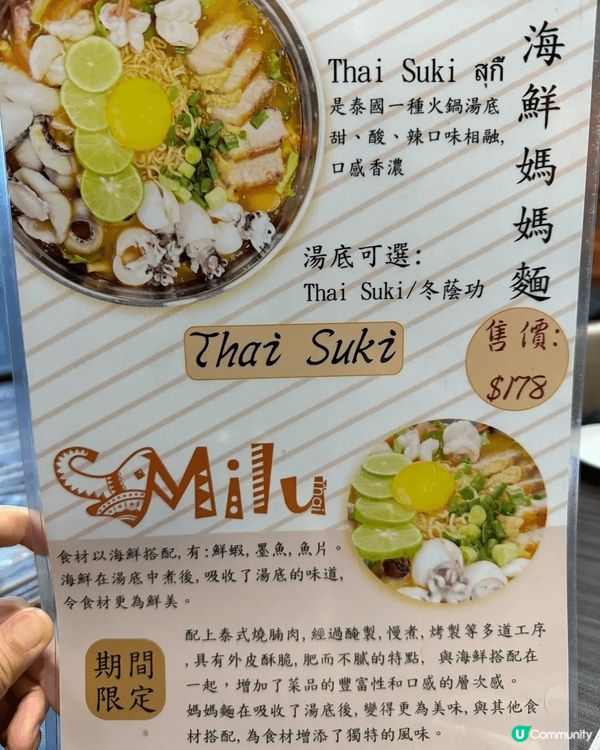 Thai Suki สุกี้
是泰國一種火鍋湯底
甜、酸、辣口味相融,
口感香濃
海鮮媽媽麵
湯底可選:
Thai Suki/冬蔭功
Thai Suki
售價:
$178
Milu
thai
食材以海鮮搭配,有:鮮蝦,墨魚,魚片。
海鮮在湯底中煮後,吸收了湯底的味道,
令食材更為鮮美。
期間
限定
配上泰式燒腩肉,經過醃製,慢煮,烤製等多道工序
,具有外皮酥脆,肥而不膩的特點, 與海鮮搭配在
一起,增加了菜品的豐富性和口感的層次感。
媽媽麵在吸收了湯底後,變得更為美味,與其他食
材搭配,為食材增添了獨特的風味。
U Community